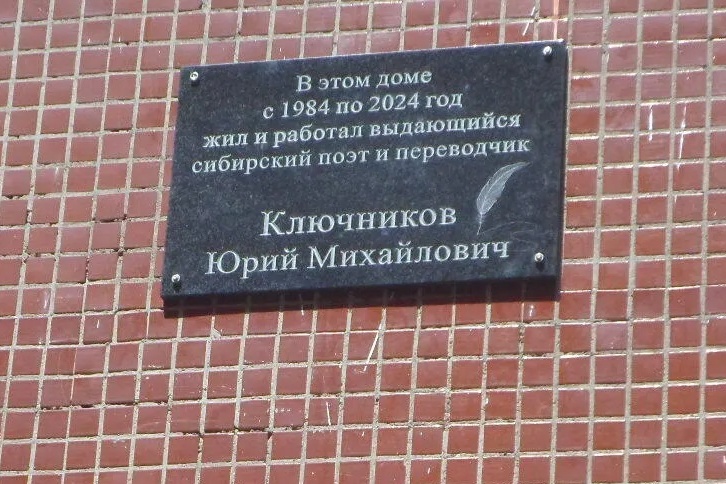 В этом доме
с 1984 по 2024 год
жил и работал выдающийся
сибирский поэт и переводчик
Ключников
Юрий Михайлович